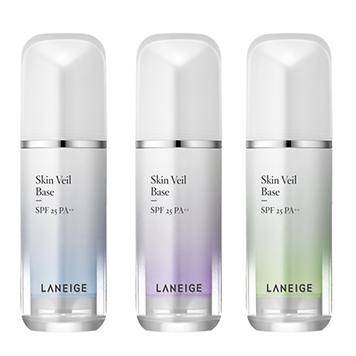 Skin Veil
Base
SPF 25 PA++
LANEIGE
Skin Veil
Base
SPF 25 PA++
LANEIGE
Skin Veil
Base
SPF 25 PA++
LANEIGE